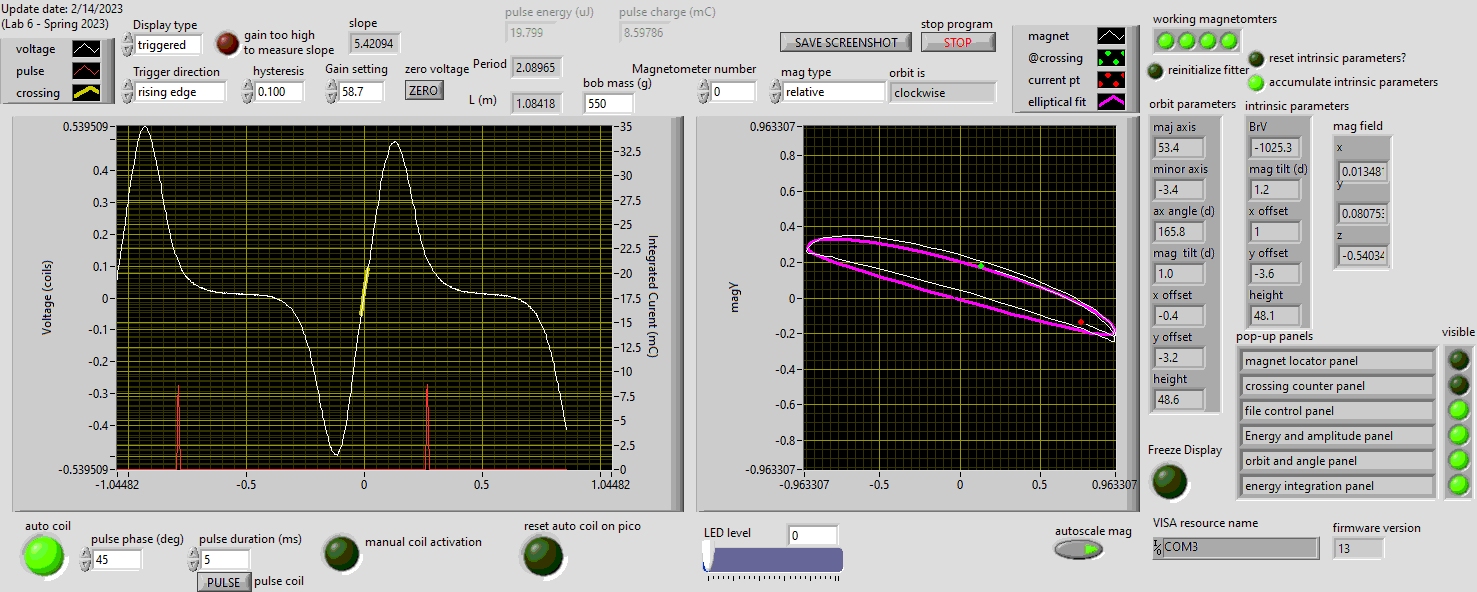 Update date: 2/14/2023
(Lab 6 - Spring 2023)
voltage
pulse
crossing
Display type
triggered
gain too high
to measure slope
slope
5.42094
pulse energy (uJ)
19.799
pulse charge (mC)
8.59786
Trigger direction
rising edge
hysteresis
0.100
Gain setting
58.7
zero voltage
ZERO
Period
2.08965
L (m)
1.08418
bob mass (g)
550
Magnetometer number
0
mag type
relative
orbit is
clockwise
SAVE SCREENSHOT
stop program
STOP
magnet
@crossing
current pt
elliptical fit
working magnetomters
reinitialize fitter
reset intrinsic parameters?
accumulate intrinsic parameters
Voltage (coils)
0.539509
0.4
0.3
0.2
0.1
0
-0.1
-0.2
-0.3
-0.4
-0.539509
-1.04482
-0.5
0
0.5
1.04482
35
32.5
30
27.5
25
22.5
20
17.5
15
12.5
10
7.5
5
2.5
0
Integrated Curent (mC)
magY
0.963307
0.8
0.6
0.4
0.2
0
-0.2
-0.4
-0.6
-0.8
-0.963307
-0.963307
-0.5
0
0.5
0.963307
orbit parameters
maj axis
53.4
minor axis
-3.4
ax angle (d)
165.8
mag tilt (d)
1.0
x offset
-0.4
y offset
-3.2
height
48.6
intrinsic parameters
BrV
-1025.3
mag tilt (d)
1.2
x offset
1
y offset
-3.6
height
48.1
mag field
x
0.01348
y
0.0807
z
-0.54034
pop-up panels
visible
magnet locator panel
crossing counter panel
file control panel
Energy and amplitude panel
orbit and angle panel
energy integration panel
Freeze Display
auto coil
pulse phase (deg)
45
pulse duration (ms)
5
PULSE
pulse coil
manual coil activation
reset auto coil on pico
LED level
0
autoscale mag
VISA resource name
COM3
firmware version
13